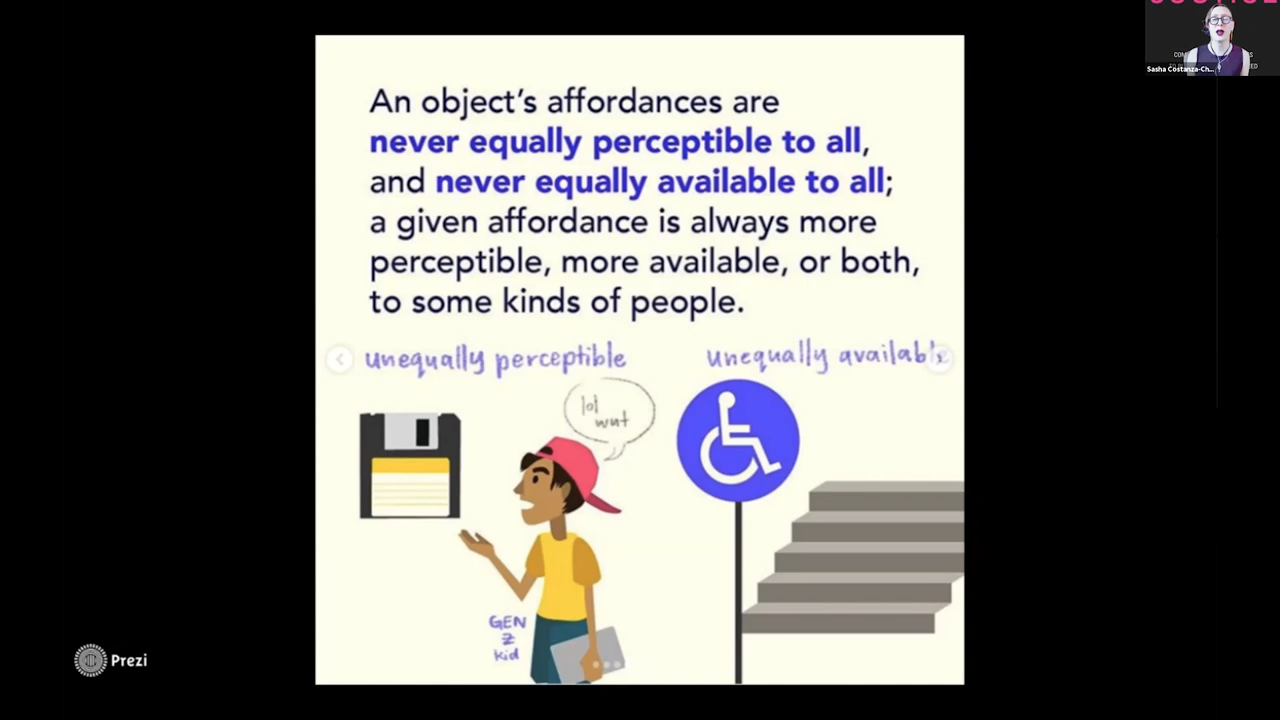 An object's affordances are
never equally perceptible to all,
and never equally available to all;
a given affordance is always more
perceptible, more available, or both,
to some kinds of people.
unequally perceptible
unequally available
lol
wut
GEN
Z
kid
Prezi
Sasha Costanza-Ch...